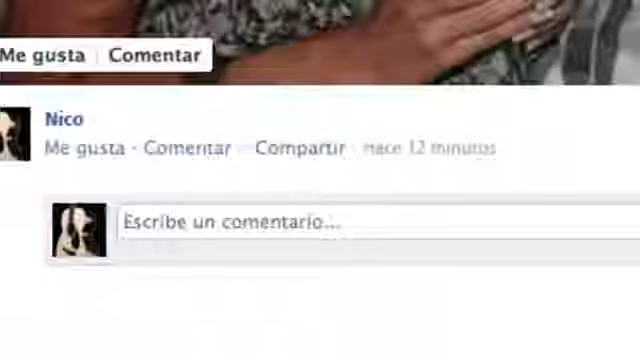 Me gusta Comentar
Nico
Me gusta · Comentar · Compartir · hace 12 minutos
Escribe un comentario...